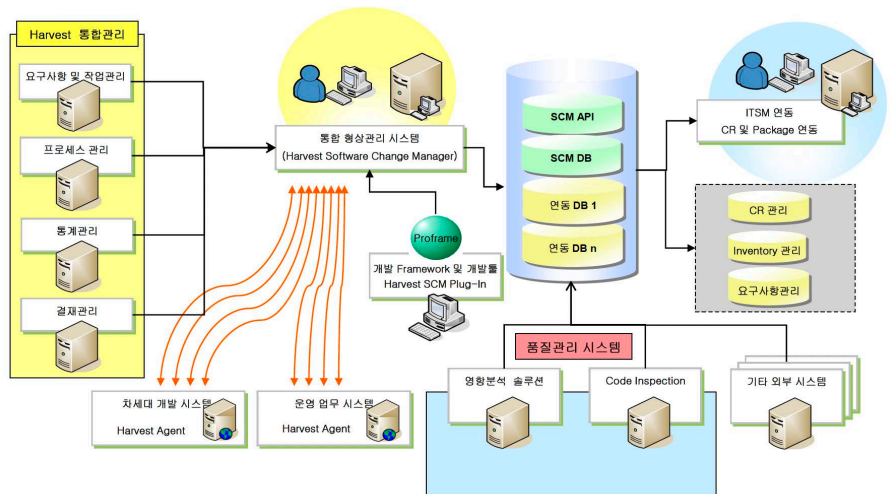 Harvest 통합관리
요구사항 및 작업관리
프로세스 관리
통계관리
결재관리
통합 형상관리 시스템
(Harvest Software Change Manager)
Proframe
개발 Framework 및 개발툴
Harvest SCM Plug-In
차세대 개발 시스템
Harvest Agent
운영 업무 시스템
Harvest Agent
SCM API
SCM DB
연동 DB 1
연동 DB n
ITSM 연동
CR 및 Package 연동
CR 관리
Inventory 관리
요구사항관리
품질관리 시스템
영향분석 솔루션
Code Inspection
기타 외부 시스템